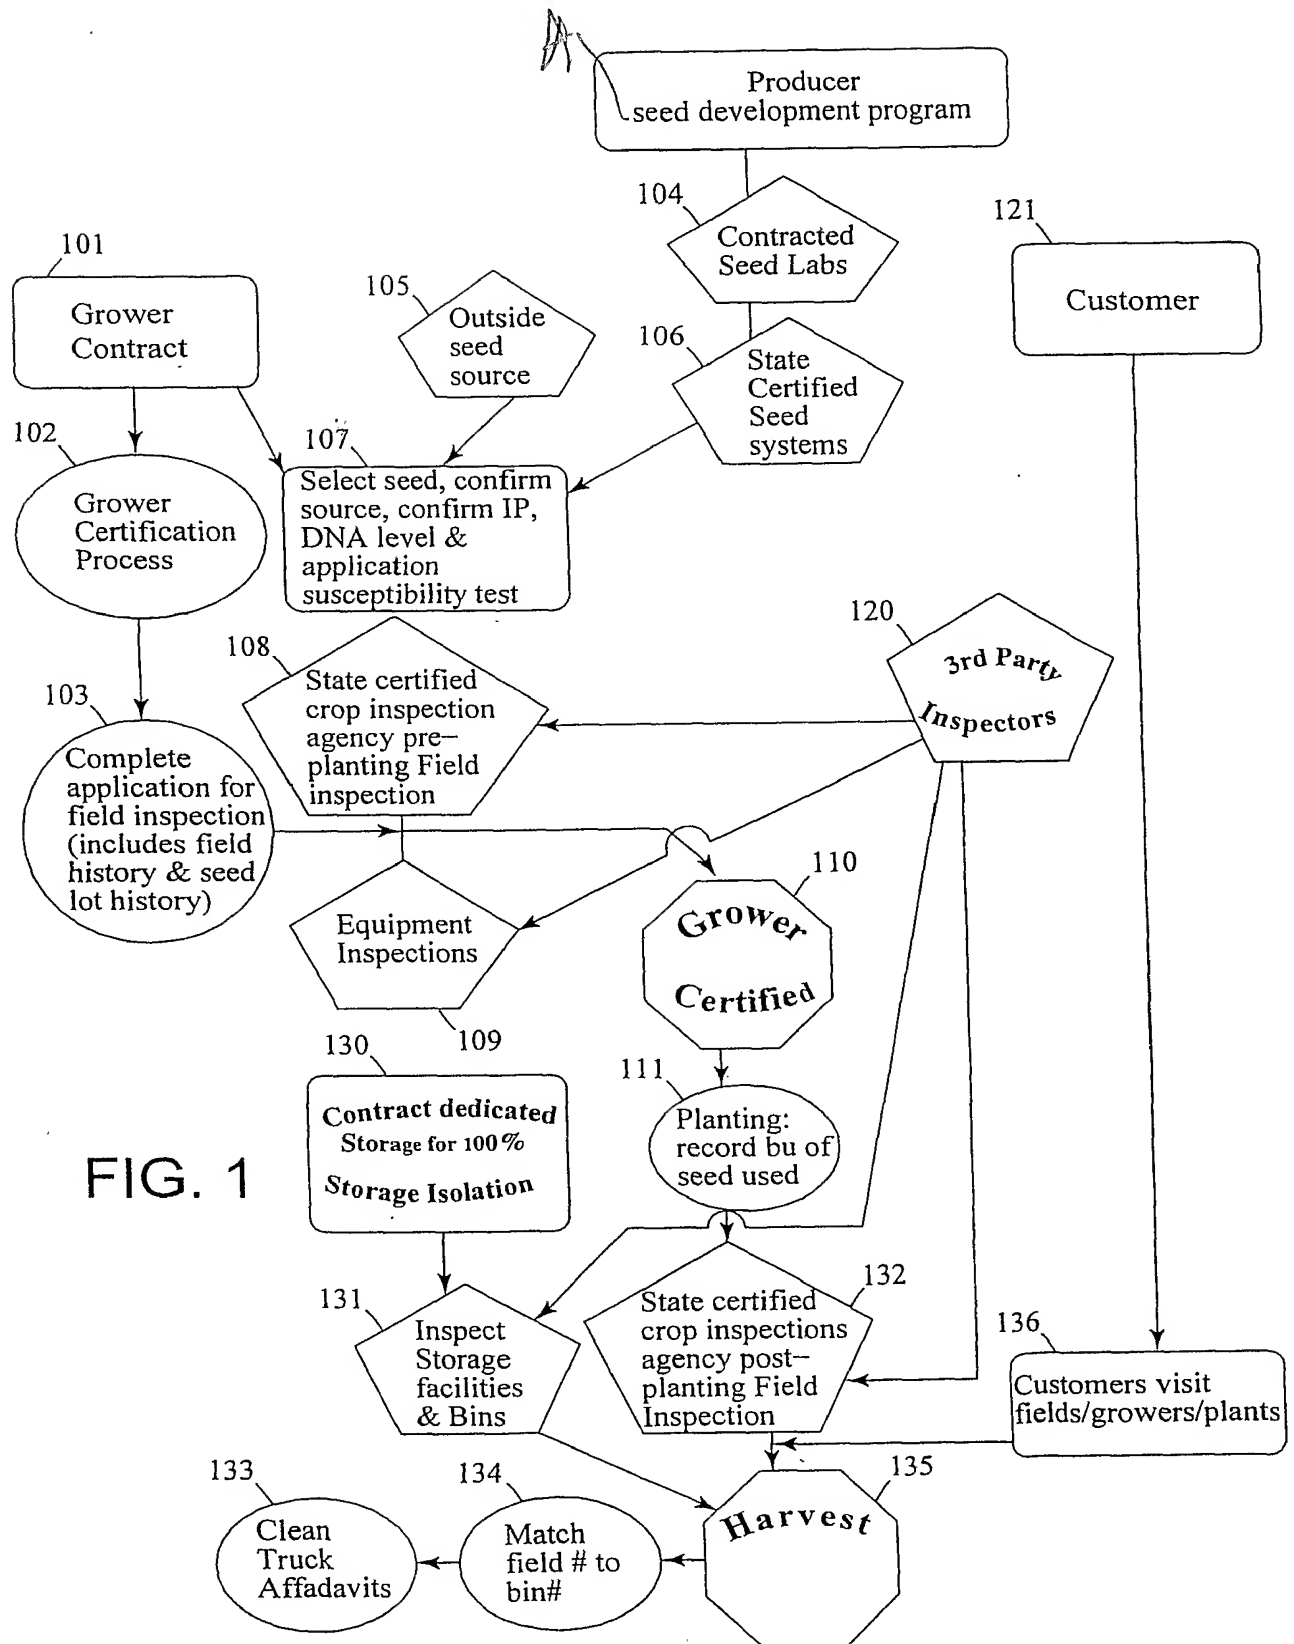 Producer
seed development program
104
Contracted
Seed Labs
121
Customer
101
Grower
Contract
105
Outside
seed
source
106
State
Certified
Seed
systems
102
Grower
Certification
Process
107
Select seed, confirm
source, confirm IP,
DNA level &
application
susceptibility test
120
3rd Party
Inspectors
108
State certified
crop inspection
agency pre-
planting Field
inspection
103
Complete
application for
field inspection
(includes field
history & seed
lot history)
110
Grower
Certified
Equipment
Inspections
109
130
Contract dedicated
Storage for 100%
Storage Isolation
111
Planting:
record bu of
seed used
FIG. 1
131
Inspect
Storage
facilities
& Bins
132
State certified
crop inspections
agency post-
planting Field
Inspection
136
Customers visit
fields/growers/plants
133
Clean
Truck
Affadavits
134
Match
field # to
bin#
135
Harvest